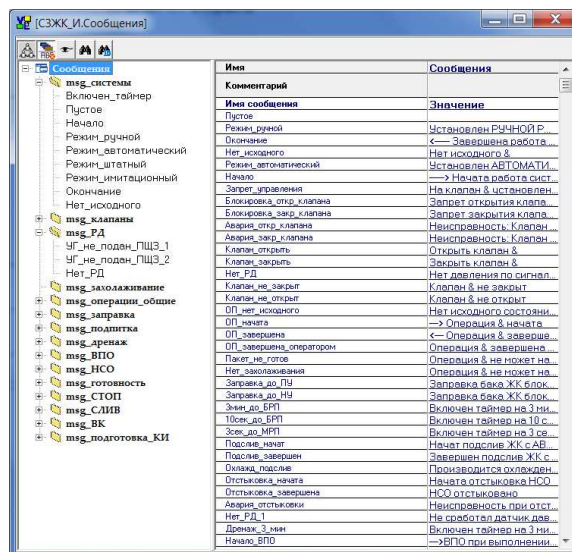 [СЗЖК_И.Сообщения]
Сообщения
msg_системы
Включен_таймер
Пустое
Начало
Режим_ручной
Режим_автоматический
Режим_штатный
Режим_имитационный
Окончание
Нет_исходного
msg_клапаны
msg_РД
УГ_не_подан_ПЩЗ_1
УГ_не_подан_ПЩЗ_2
Нет_РД
msg_захолаживание
msg_операции_общие
msg_заправка
msg_подпитка
msg_дренаж
msg_ВПО
msg_НСО
msg_готовность
msg_СТОП
msg_СЛИВ
msg_ВК
msg_подготовка_КИ
Имя Сообщения
Комментарий
Имя сообщения Значение
Пустое
Режим_ручной Установлен РУЧНОЙ Р...
Окончание <— Завершена работа ...
Нет_исходного Нет исходного &
Режим_автоматический Установлен АВТОМАТИ...
Начало —> Начата работа сист...
Запрет_управления На клапан & установлен...
Блокировка_откр_клапана Запрет открытия клапа...
Блокировка_закр_клапана Запрет закрытия клапа...
Авария_откр_клапана Неисправность: Клапан ...
Авария_закр_клапана Неисправность: Клапан ...
Клапан_открыть Открыть клапан &
Клапан_закрыть Закрыть клапан &
Нет_РД Нет давления по сигнал...
Клапан_не_закрыт Клапан & не закрыт
Клапан_не_открыт Клапан & не открыт
ОП_нет_исходного Нет исходного состояни...
ОП_начата —> Операция & начата
ОП_завершена <— Операция & заверше...
ОП_завершена_оператором Операция & завершена ...
Пакет_не_готов Операция & не может на...
Нет_захолаживания Операция & не может на...
Заправка_до_ПУ Заправка бака ЖК блок...
Заправка_до_НУ Заправка бака ЖК блок...
3мин_до_БРП Включен таймер на 3 ми...
10сек_до_БРП Включен таймер на 10 с...
3сек_до_МРП Включен таймер на 3 се...
Подслив_начат Начат подслив ЖК с АВ...
Подслив_завершен Завершен подслив ЖК с ...
Охлажд_подслив Производится охлажден...
Отстыковка_начата Начата отстыковка НСО
Отстыковка_завершена НСО отстыковано
Авария_отстыковки Неисправность при отст...
Нет_РД_1 Не сработал датчик дав...
Дренаж_3_мин Включен таймер на 3 ми...
Начало_ВПО —>ВПО при выполнении...